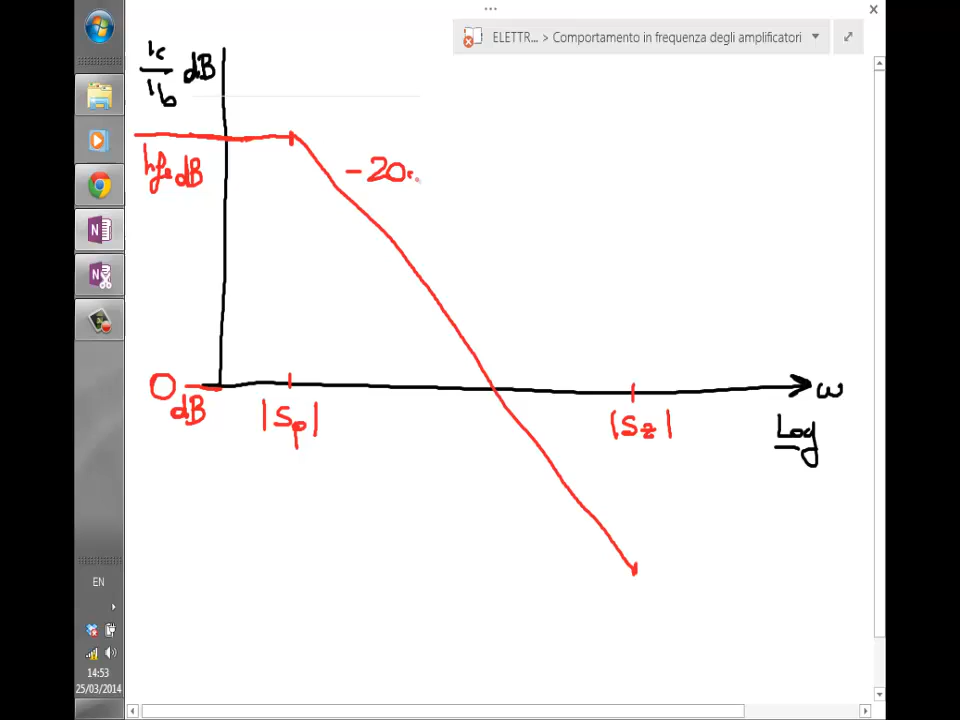 ELETTR... > Comportamento in frequenza degli amplificatori
Ic
Ib
dB
hfe dB
-20
0
dB
|Sp|
|Sz|
ω
Log
EN
14:53
25/03/2014